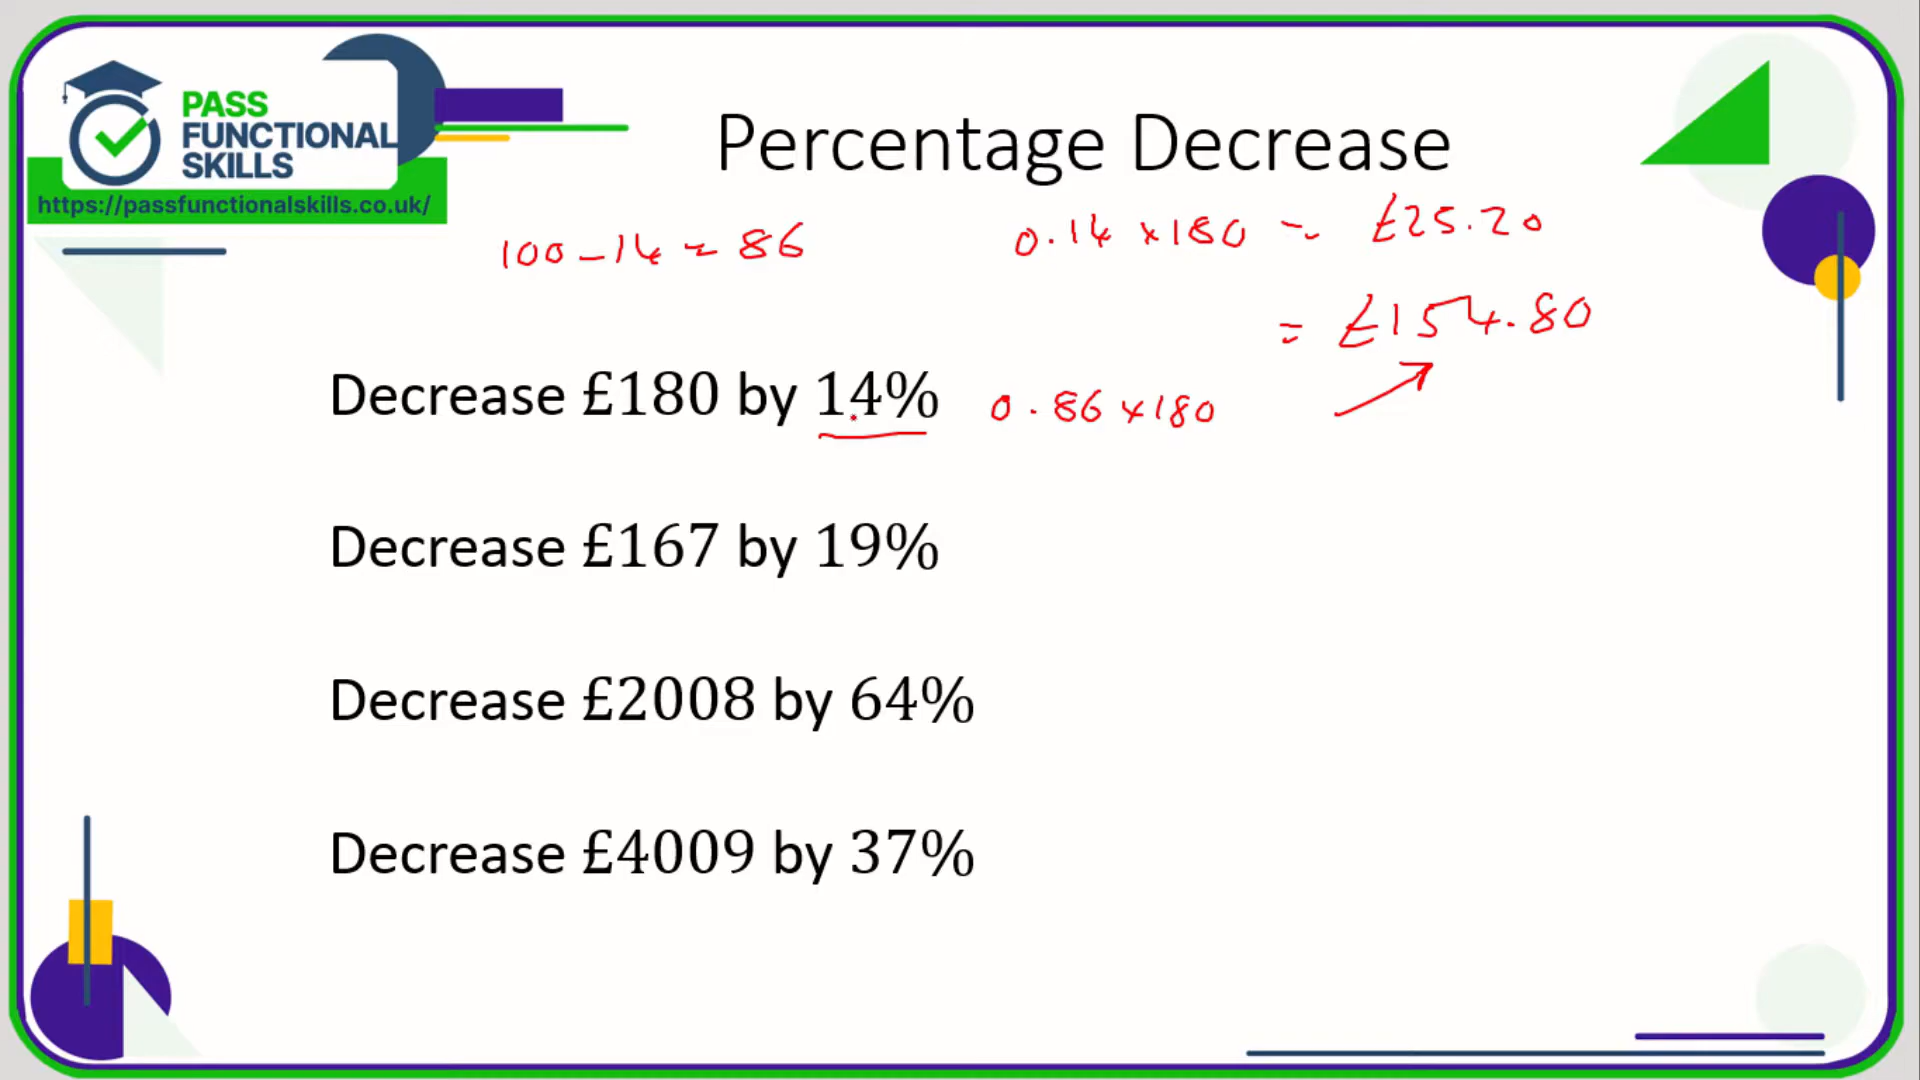 PASS
FUNCTIONAL
SKILLS
https://passfunctionalskills.co.uk/
Percentage Decrease
100 - 14 = 86
0.14 × 180 = £25.20
= £154.80
Decrease £180 by 14%
0.86 × 180
Decrease £167 by 19%
Decrease £2008 by 64%
Decrease £4009 by 37%